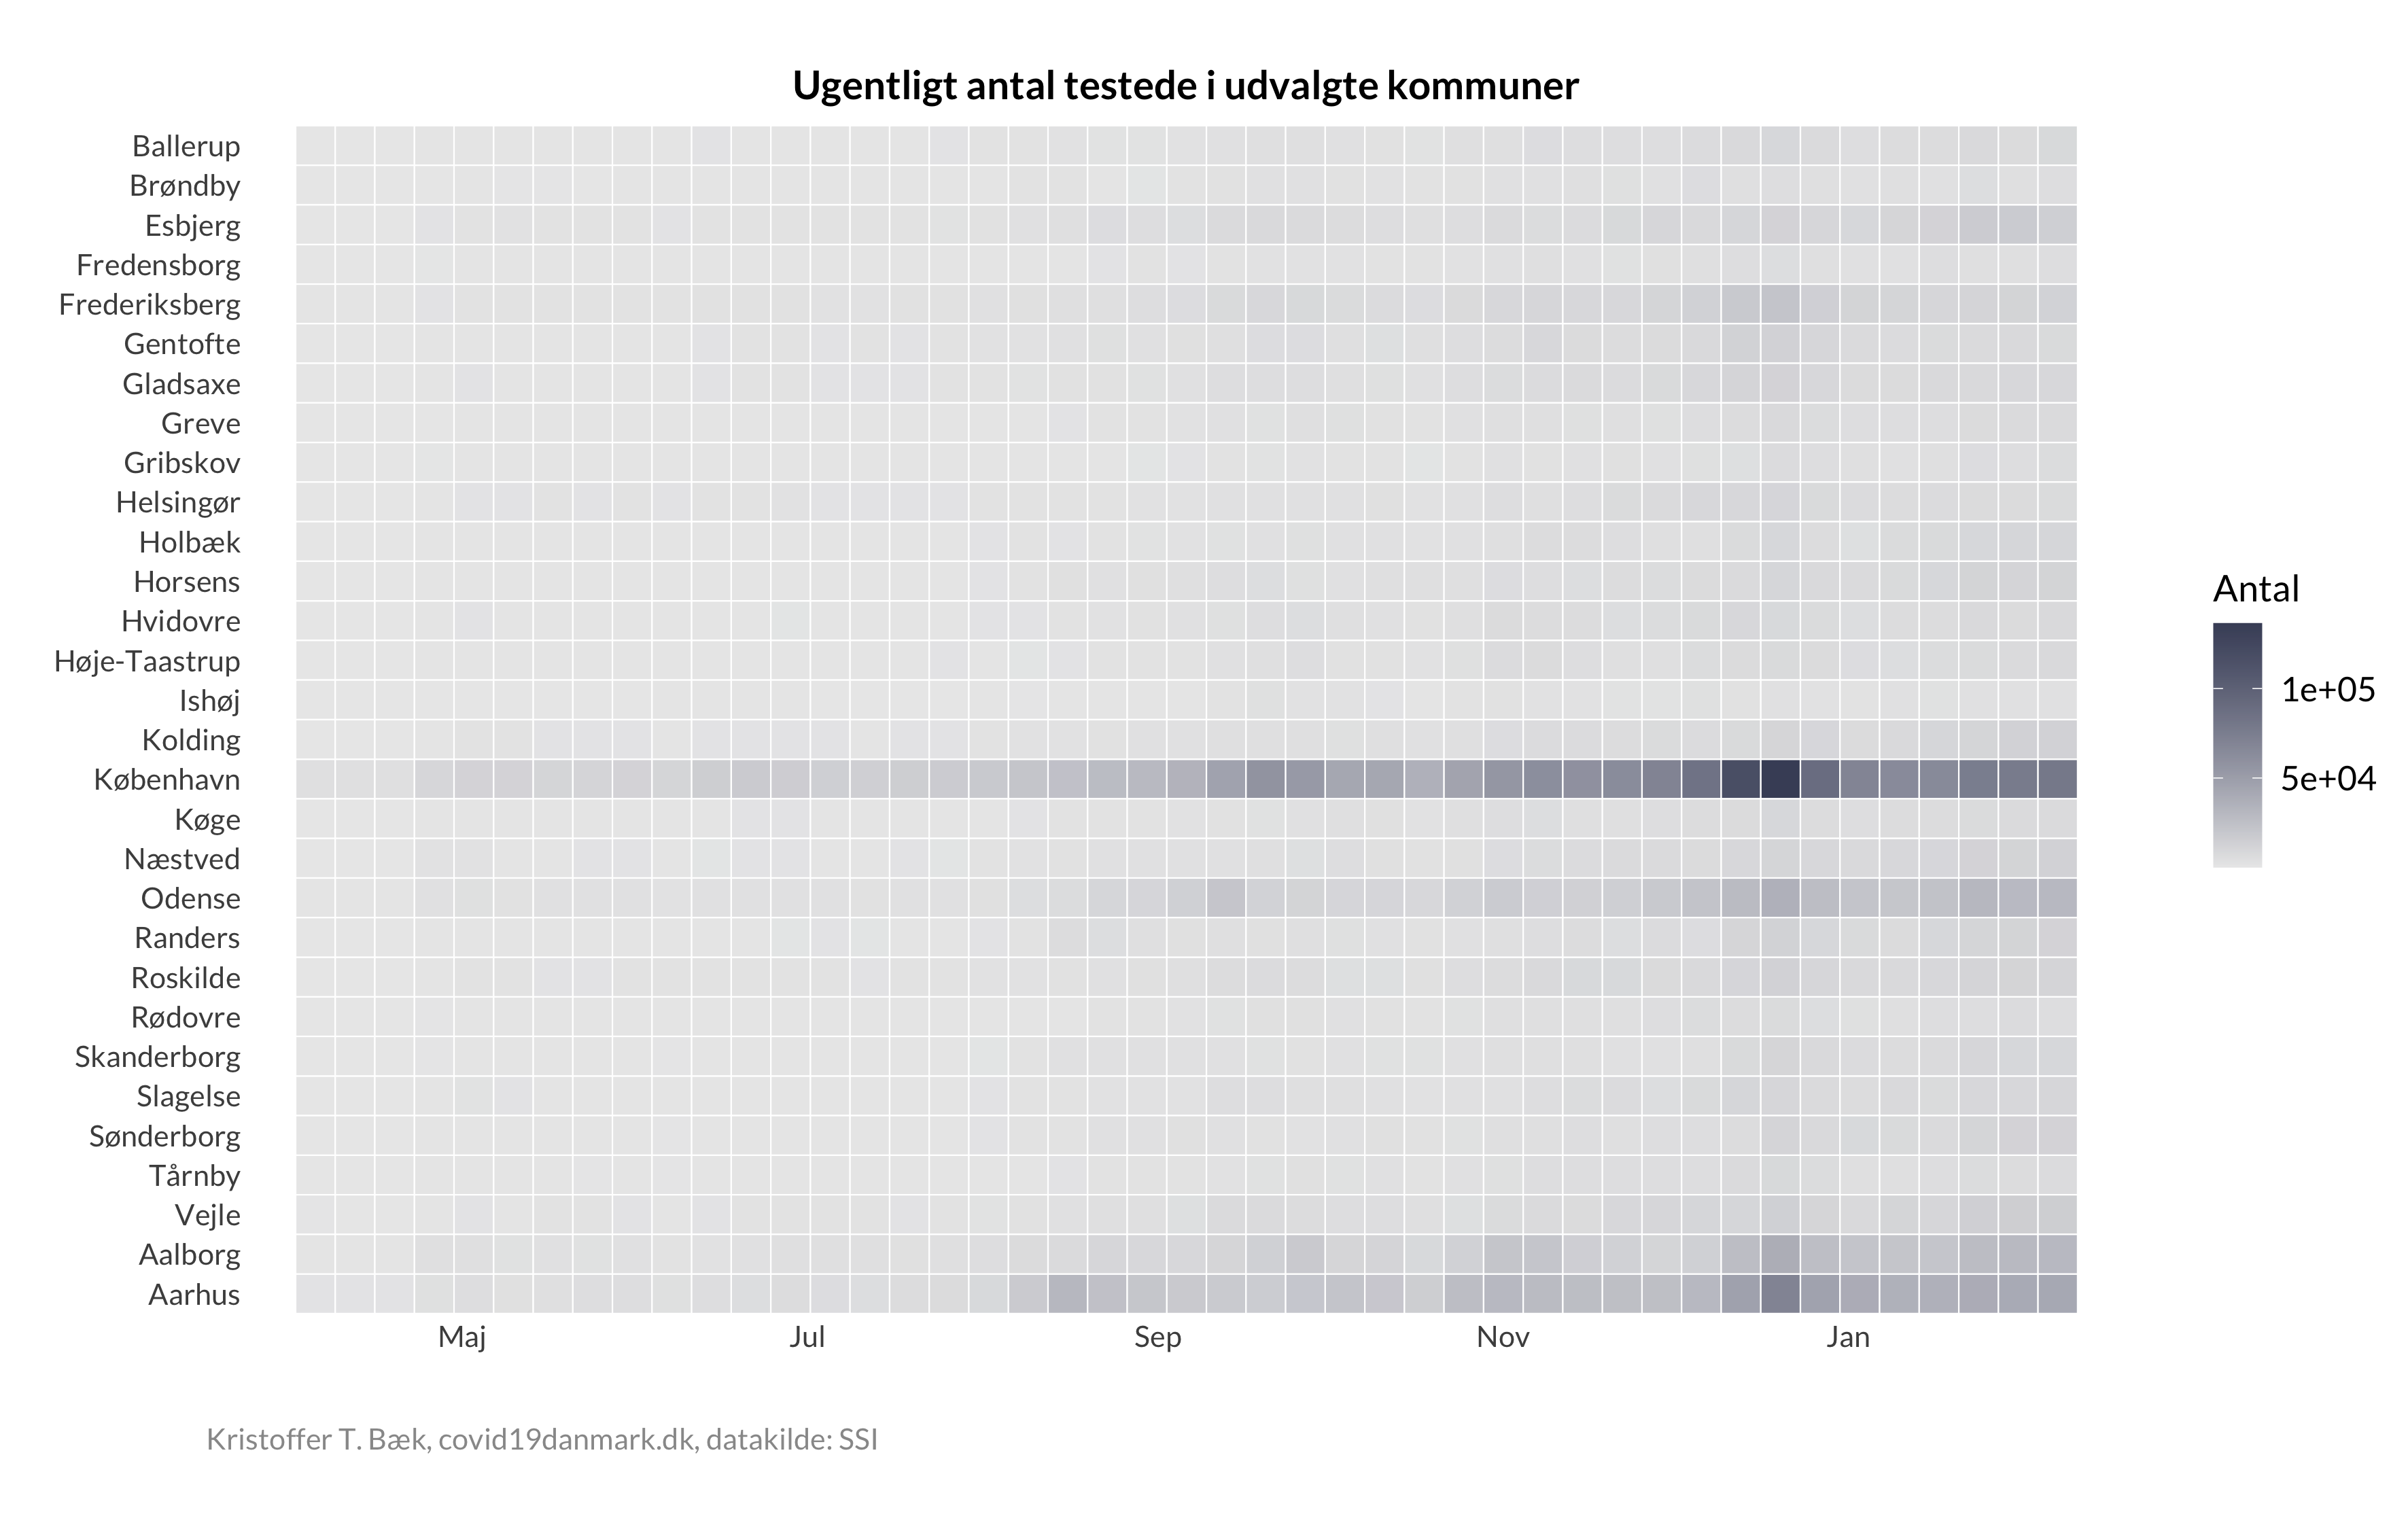 Ugentligt antal testede i udvalgte kommuner
Ballerup
Brøndby
Esbjerg
Fredensborg
Frederiksberg
Gentofte
Gladsaxe
Greve
Gribskov
Helsingør
Holbæk
Horsens
Hvidovre
Høje-Taastrup
Ishøj
Kolding
København
Køge
Næstved
Odense
Randers
Roskilde
Rødovre
Skanderborg
Slagelse
Sønderborg
Tårnby
Vejle
Aalborg
Aarhus
Maj Jul Sep Nov Jan
Antal
1e+05
5e+04
Kristoffer T. Bæk, covid19danmark.dk, datakilde: SSI